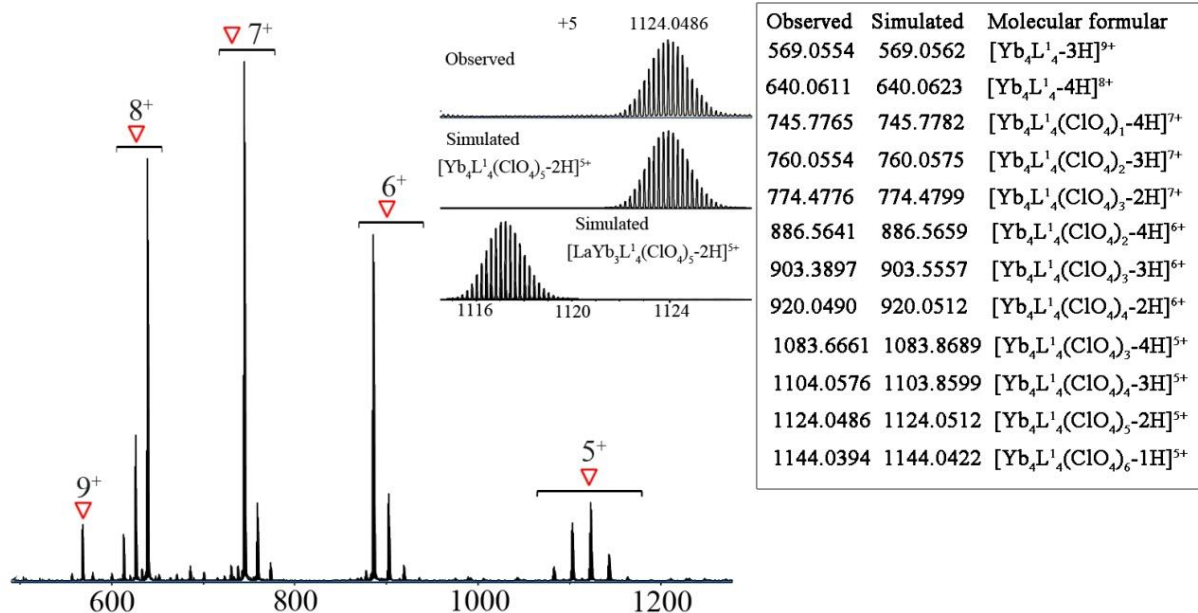 +5 1124.0486
Observed
Simulated
[Yb₄L¹₄(ClO₄)₅-2H]⁵⁺
Simulated
[LaYb₃L¹₄(ClO₄)₅-2H]⁵⁺
1116 1120 1124
9⁺
8⁺
7⁺
6⁺
5⁺
600 800 1000 1200
Observed Simulated Molecular formular
569.0554 569.0562 [Yb₄L¹₄-3H]⁹⁺
640.0611 640.0623 [Yb₄L¹₄-4H]⁸⁺
745.7765 745.7782 [Yb₄L¹₄(ClO₄)₁-4H]⁷⁺
760.0554 760.0575 [Yb₄L¹₄(ClO₄)₂-3H]⁷⁺
774.4776 774.4799 [Yb₄L¹₄(ClO₄)₃-2H]⁷⁺
886.5641 886.5659 [Yb₄L¹₄(ClO₄)₂-4H]⁶⁺
903.3897 903.5557 [Yb₄L¹₄(ClO₄)₃-3H]⁶⁺
920.0490 920.0512 [Yb₄L¹₄(ClO₄)₄-2H]⁶⁺
1083.6661 1083.8689 [Yb₄L¹₄(ClO₄)₃-4H]⁵⁺
1104.0576 1103.8599 [Yb₄L¹₄(ClO₄)₄-3H]⁵⁺
1124.0486 1124.0512 [Yb₄L¹₄(ClO₄)₅-2H]⁵⁺
1144.0394 1144.0422 [Yb₄L¹₄(ClO₄)₆-1H]⁵⁺